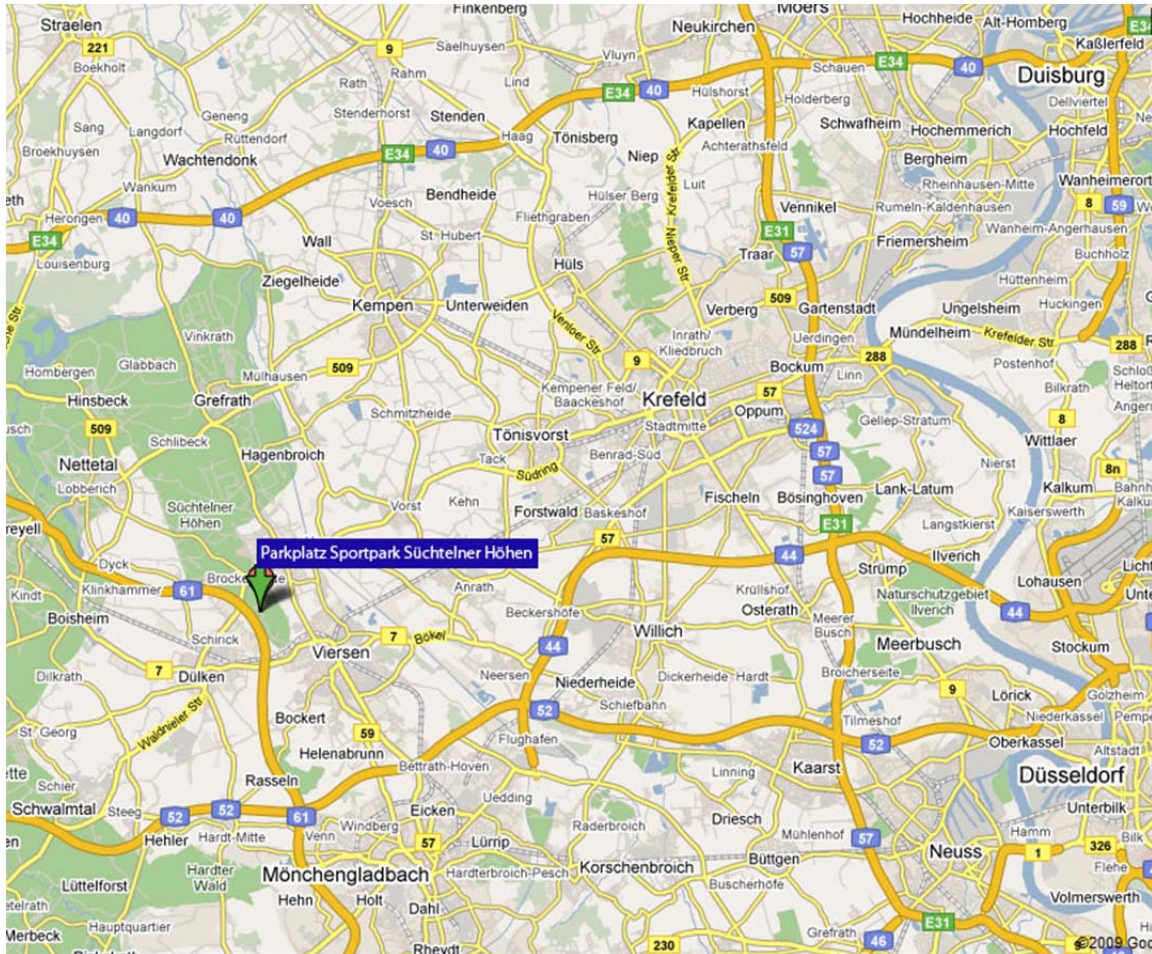 Finkenberg
Moers
Hochheide
Alt-Homberg
E34
Straelen
221
9
Saelhuysen
Vluyn
Neukirchen
Kaßlerfeld
Boekholt
Rath
Rahm
Lind
E34
40
Hülshorst
Schauen
E34
40
Duisburg
Geneng
Stenderhorst
Stenden
Holderberg
Dellviertel
Sang
Langdorf
Rüttendorf
Haag
Tönisberg
Kapellen
Schwafheim
Hochemmerich
Hochfeld
Broekhuysen
Wachtendonk
E34
40
Niep
Achterathsfeld
Bergheim
Wankum
Bendheide
Luit
Rheinhausen-Mitte
Wanheimerort
Herongen
40
40
Voesch
Fliethgraben
Hülser Berg
Vennikel
Rumeln-Kaldenhausen
8
59
E34
Wall
St. Hubert
Krefelder Str.
Nieper Str.
E31
57
Friemersheim
Wanheim-Angerhausen
Louisenburg
Ziegelheide
Hüls
Traar
Buchholz
Kempen
Unterweiden
Verberg
509
Gartenstadt
Hüttenheim
Ungelsheim
Huckingen
Vinkrath
Venloer Str
Inrath/
Kliedbruch
Uerdingen
Mündelheim
Krefelder Str.
288
Glabbach
509
9
288
Postenhof
Hombergen
Mülhausen
Bockum
Linn
Hinsbeck
Grefrath
Kempener Feld/
Baackeshof
Krefeld
57
Bilkrath
509
Schmitzheide
Oppum
Gellep-Stratum
8
Schlibeck
Tönisvorst
Stadtmitte
524
Wittlaer
Nettetal
Hagenbroich
Tack
Benrad-Süd
57
Nierst
8n
Lobberich
Südring
57
Kalkum
Süchtelner
Höhen
Vorst
Kehn
Fischeln
Bösinghoven
Lank-Latum
Kaiserswerth
Forstwald
Baskeshof
E31
Langstkierst
Parkplatz Sportpark Süchtelner Höhen
57
44
Ilverich
Dyck
Strümp
Lohausen
Klinkhammer
61
Anrath
Krüllshof
Naturschutzgebiet
Ilverich
Kindt
Boisheim
Beckershöfe
Osterath
44
Schirick
7
Bökel
Willich
Meerer
Busch
Meerbusch
Stockum
Viersen
44
7
Dülken
Neersen
Niederheide
Dickerheide
Hardt
Broicherseite
Dilkrath
9
Lörick
Golzheim
Waldnieler Str.
Bockert
52
Schiefbahn
Tilmeshof
Niederkassel
St. Georg
59
Flughafen
52
Oberkassel
Altstadt
Helenabrunn
Bettrath-Hoven
Linning
Kaarst
Düsseldorf
Schier
Rasseln
Uedding
Schwalmtal
Steeg
52
52
61
Eicken
Driesch
Unterbilk
Hehler
Hardt-Mitte
Venn
Windberg
57
Lürrip
Raderbroich
Mühlenhof
57
Hamm
326
Bilk
Neuss
1
Flehe
Lüttelforst
Hardter
Wald
Mönchengladbach
Hardterbroich-Pesch
Korschenbroich
Büttgen
Buscherhöfe
Volmerswerth
Hehn
Holt
Dahl
E31
Hauptquartier
Merbeck
Rheydt
230
Grefrath
46
9